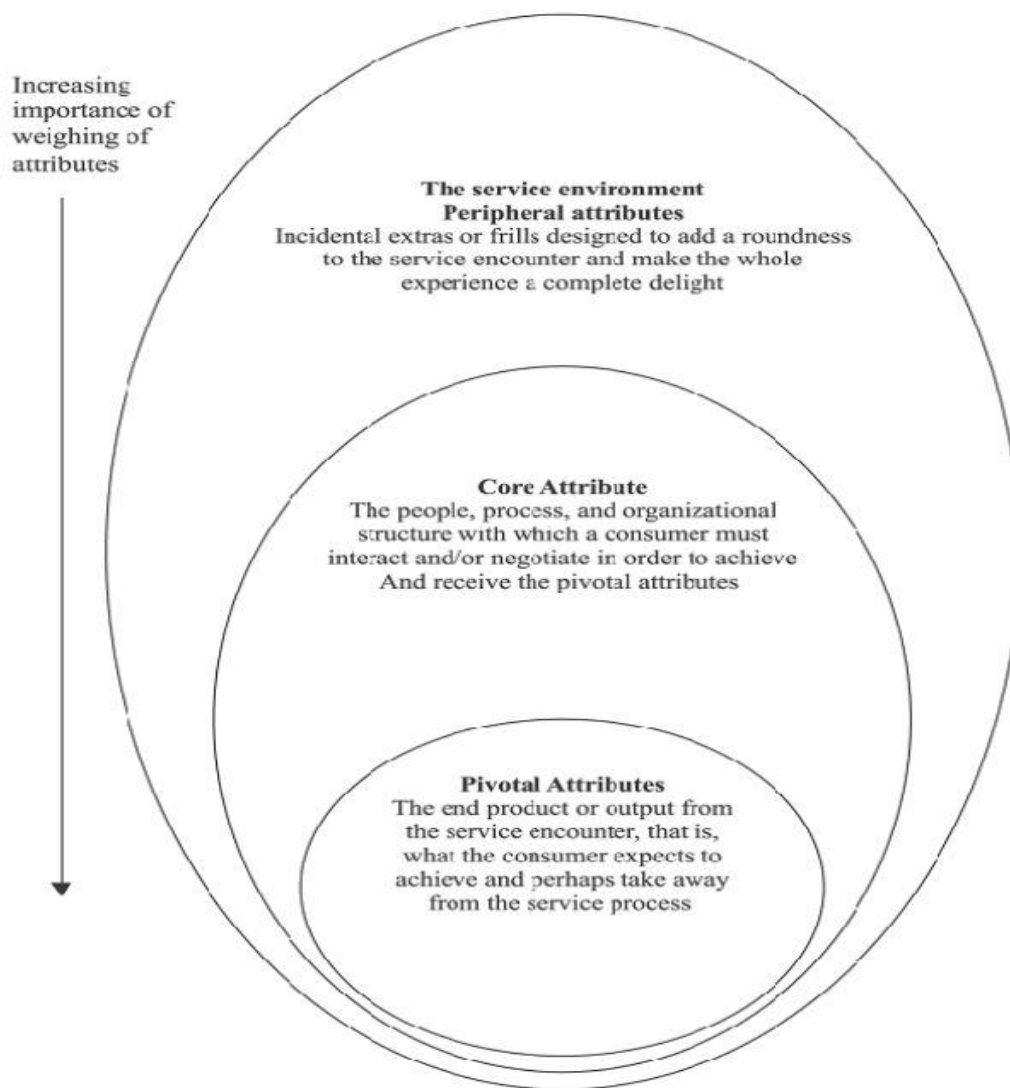 Increasing
importance of
weighing of
attributes
The service environment
Peripheral attributes
Incidental extras or frills designed to add a roundness
to the service encounter and make the whole
experience a complete delight
Core Attribute
The people, process, and organizational
structure with which a consumer must
interact and/or negotiate in order to achieve
And receive the pivotal attributes
Pivotal Attributes
The end product or output from
the service encounter, that is,
what the consumer expects to
achieve and perhaps take away
from the service process